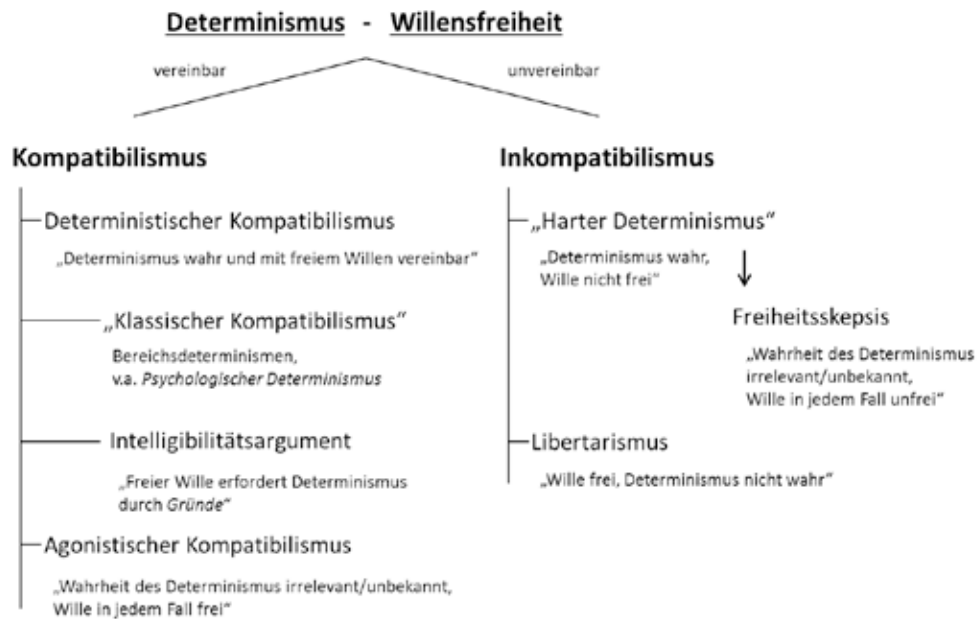 Determinismus - Willensfreiheit
vereinbar
unvereinbar
Kompatibilismus
Deterministischer Kompatibilismus
„Determinismus wahr und mit freiem Willen vereinbar“
„Klassischer Kompatibilismus“
Bereichsdeterminismen,
v.a. Psychologischer Determinismus
Intelligibilitätsargument
„Freier Wille erfordert Determinismus
durch Gründe“
Agonistischer Kompatibilismus
„Wahrheit des Determinismus irrelevant/unbekannt,
Wille in jedem Fall frei“
Inkompatibilismus
„Harter Determinismus“
„Determinismus wahr,
Wille nicht frei“
Freiheitsskepsis
„Wahrheit des Determinismus
irrelevant/unbekannt,
Wille in jedem Fall unfrei“
Libertarismus
„Wille frei, Determinismus nicht wahr“